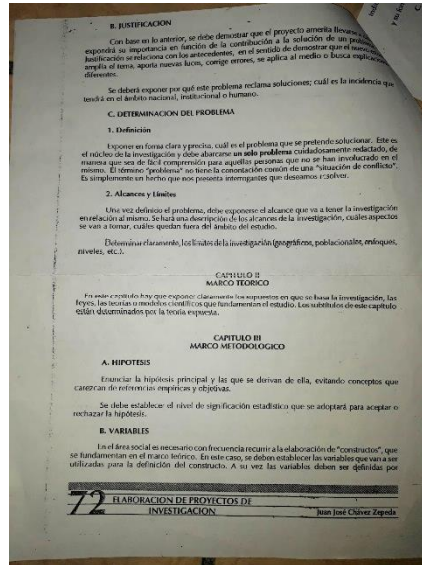 B. JUSTIFICACION
Con base en lo anterior, se debe demostrar que el proyecto amerita llevarse
expondrá su importancia en función de la contribución a la solución de un
Justificación se relaciona con los antecedentes, en el sentido de demostrar que el
amplía el tema, aporta nuevas luces, corrige errores, se aplica al medio o busca
diferentes.
Se deberá exponer por qué este problema reclama soluciones; cuál es la incidencia que
tendrá en el ámbito nacional, institucional o humano.
C. DETERMINACION DEL PROBLEMA
1. Definición
Exponer en forma clara y precisa, cuál es el problema que se pretende solucionar. Este es
el núcleo de la investigación y debe abarcarse un solo problema cuidadosamente redactado, de
manera que sea de fácil comprensión para aquellas personas que no se han involucrado en el
mismo. El término "problema" no tiene la connotación común de una "situación de conflicto".
Es simplemente un hecho que nos presenta interrogantes que deseamos resolver.
2. Alcances y Límites
Una vez definido el problema, debe exponerse el alcance que va a tener la investigación
en relación al mismo. Se hará una descripción de los alcances de la investigación, cuáles aspectos
se van a tomar, cuáles quedan fuera del ámbito del estudio.
Determinar claramente, los límites de la investigación (geográficos, poblacionales, enfoques,
niveles, etc.).
CAPITULO II
MARCO TEORICO
En este capítulo hay que exponer claramente los supuestos en que se basa la investigación, las
leyes, las teorías o modelos científicos que fundamentan el estudio. Los subtítulos de este capítulo
están determinados por la teoría expuesta.
CAPITULO III
MARCO METODOLOGICO
A. HIPOTESIS
Enunciar la hipótesis principal y las que se derivan de ella, evitando conceptos que
carezcan de referencias empíricas y objetivas.
Se debe establecer el nivel de significación estadístico que se adoptará para aceptar o
rechazar la hipótesis.
B. VARIABLES
En el área social es necesario con frecuencia recurrir a la elaboración de "constructos", que
se fundamentan en el marco teórico. En este caso, se deben establecer las variables que van a ser
utilizadas para la definición del constructo. A su vez las variables deben ser definidas por
72 ELABORACION DE PROYECTOS DE
INVESTIGACION Juan José Chávez Zepeda